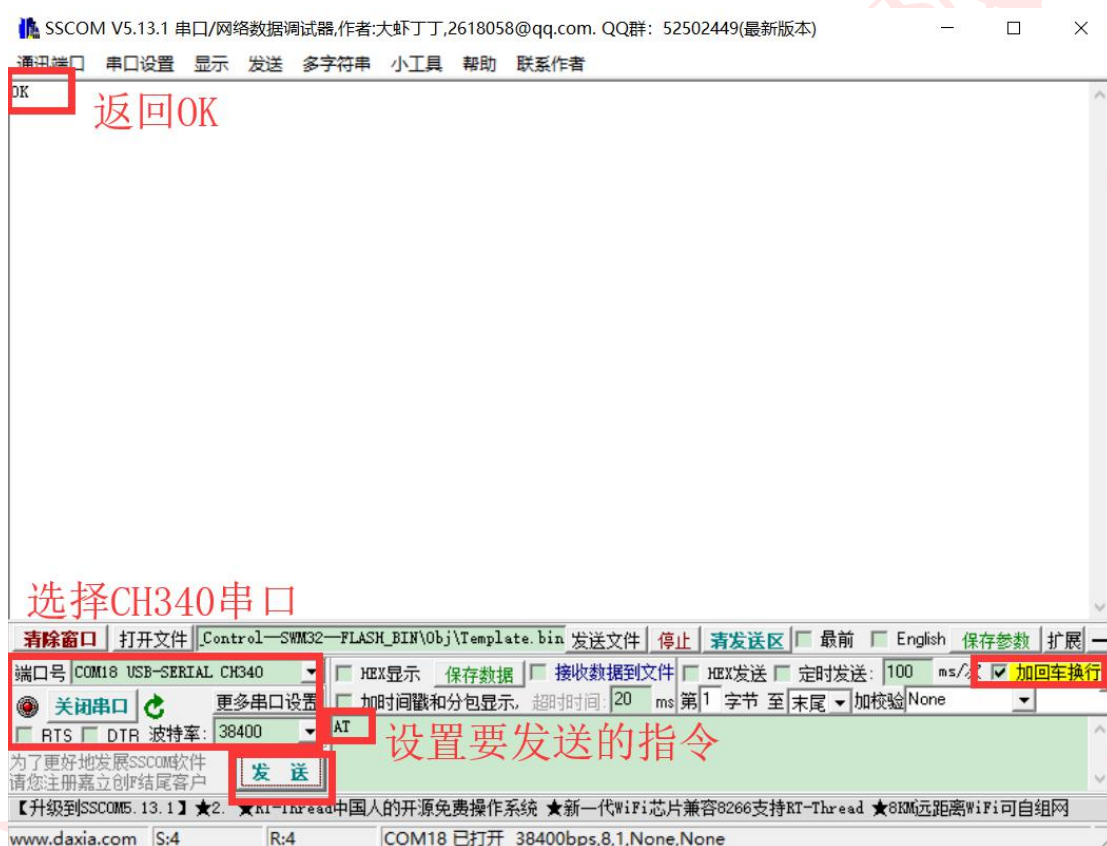 SSCOM V5.13.1 串口/网络数据调试器,作者:大虾丁丁,2618058@qq.com. QQ群: 52502449(最新版本)
通讯端口 串口设置 显示 发送 多字符串 小工具 帮助 联系作者
OK
返回OK
选择CH340串口
清除窗口 打开文件 _Control—SWM32—FLASH_BIN\Obj\Template.bin 发送文件 停止 清发送区 最前 English 保存参数 扩展 —
端口号 COM18 USB-SERIAL CH340 HEX显示 保存数据 接收数据到文件 HEX发送 定时发送: 100 ms/次 加回车换行
关闭串口 更多串口设置 加时间戳和分包显示, 超时时间: 20 ms 第 1 字节 至 末尾 加校验 None
RTS DTR 波特率: 38400 AT
设置要发送的指令
为了更好地发展SSCOM软件
请您注册嘉立创F结尾客户
发 送
【升级到SSCOM5.13.1】★2. ★RT-Thread中国人的开源免费操作系统 ★新一代WiFi芯片兼容8266支持RT-Thread ★8KM远距离WiFi可自组网
www.daxia.com S:4 R:4 COM18 已打开 38400bps,8,1,None,None